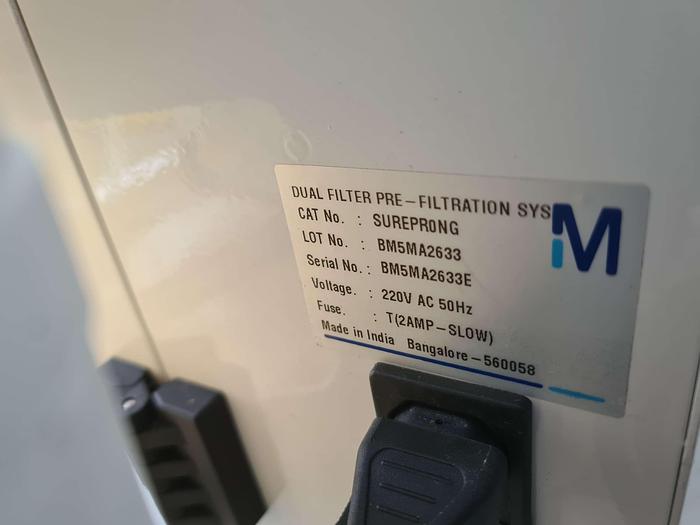 DUAL FILTER PRE-FILTRATION SYS
CAT No. : SUREPR0NG
LOT No. : BM5MA2633
Serial No. : BM5MA2633E
Voltage. : 220V AC 50Hz
Fuse. : T(2AMP-SLOW)
Made in India Bangalore-560058
M